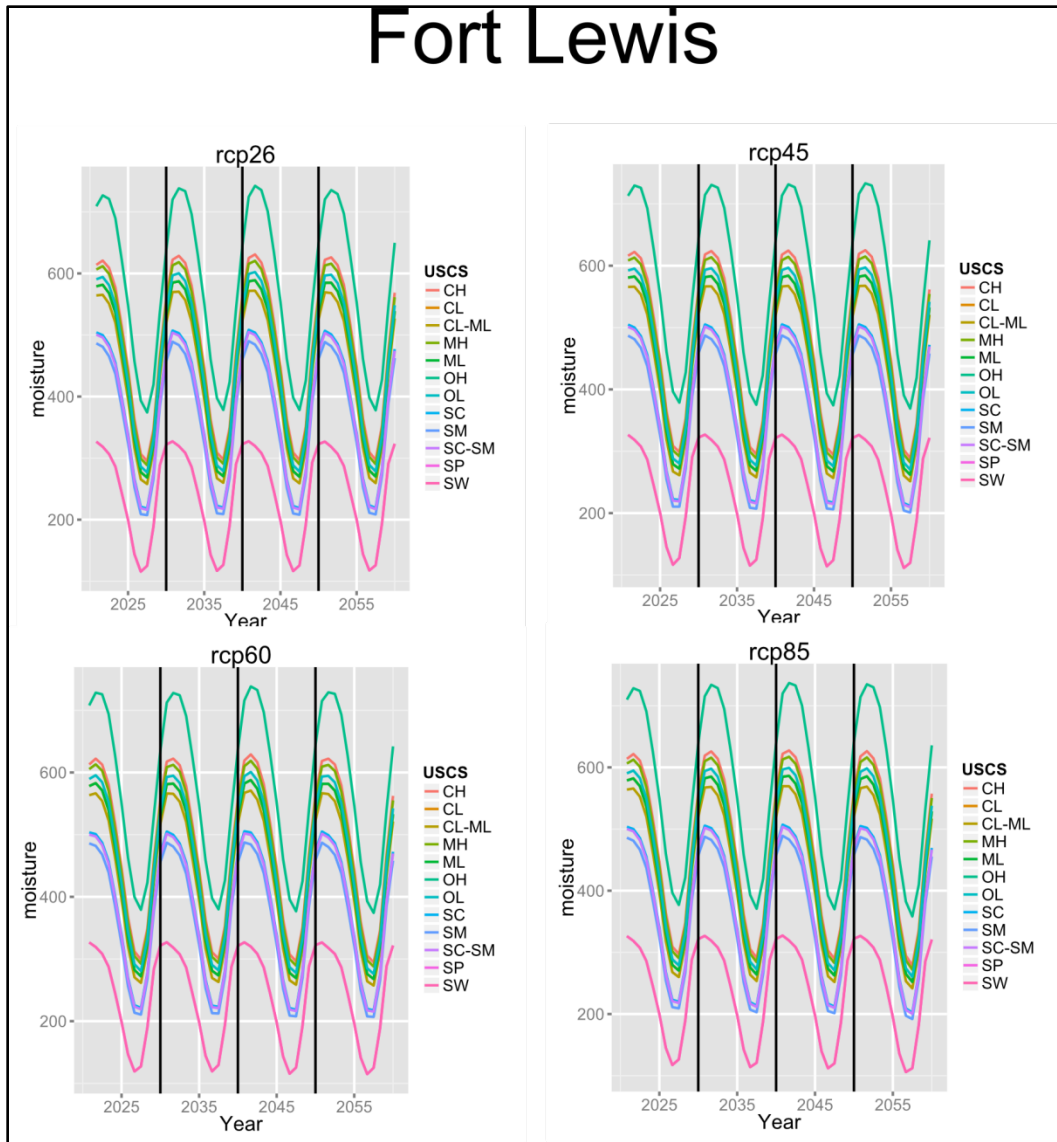 Fort Lewis
rcp26
moisture
600
400
200
2025
2035
2045
2055
Year
USCS
CH
CL
CL-ML
MH
ML
OH
OL
SC
SM
SC-SM
SP
SW
rcp45
moisture
600
400
200
2025
2035
2045
2055
Year
USCS
CH
CL
CL-ML
MH
ML
OH
OL
SC
SM
SC-SM
SP
SW
rcp60
moisture
600
400
200
2025
2035
2045
2055
Year
USCS
CH
CL
CL-ML
MH
ML
OH
OL
SC
SM
SC-SM
SP
SW
rcp85
moisture
600
400
200
2025
2035
2045
2055
Year
USCS
CH
CL
CL-ML
MH
ML
OH
OL
SC
SM
SC-SM
SP
SW